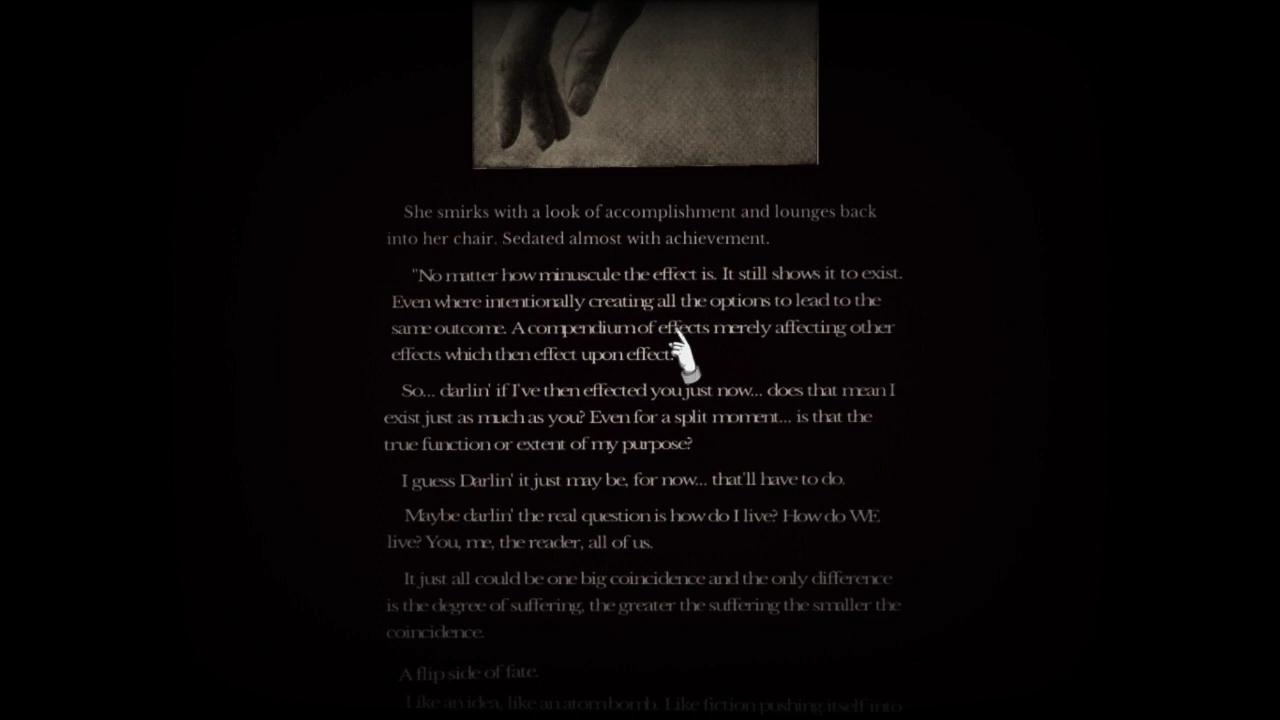 She smirks with a look of accomplishment and lounges back
into her chair. Sedated almost with achievement.
"No matter how minuscule the effect is. It still shows it to exist.
Even where intentionally creating all the options to lead to the
same outcome. A compendium of effects merely affecting other
effects which then effect upon effect
So... darlin' if I've then effected you just now... does that mean I
exist just as much as you? Even for a split moment... is that the
true function or extent of my purpose?
I guess Darlin' it just may be, for now... that'll have to do.
Maybe darlin' the real question is how do I live? How do WE
live? You, me, the reader, all of us.
It just all could be one big coincidence and the only difference
is the degree of suffering, the greater the suffering the smaller the
coincidence.
A flip side of fate.
Like an idea, like an atom bomb. Like fiction pushing itself into